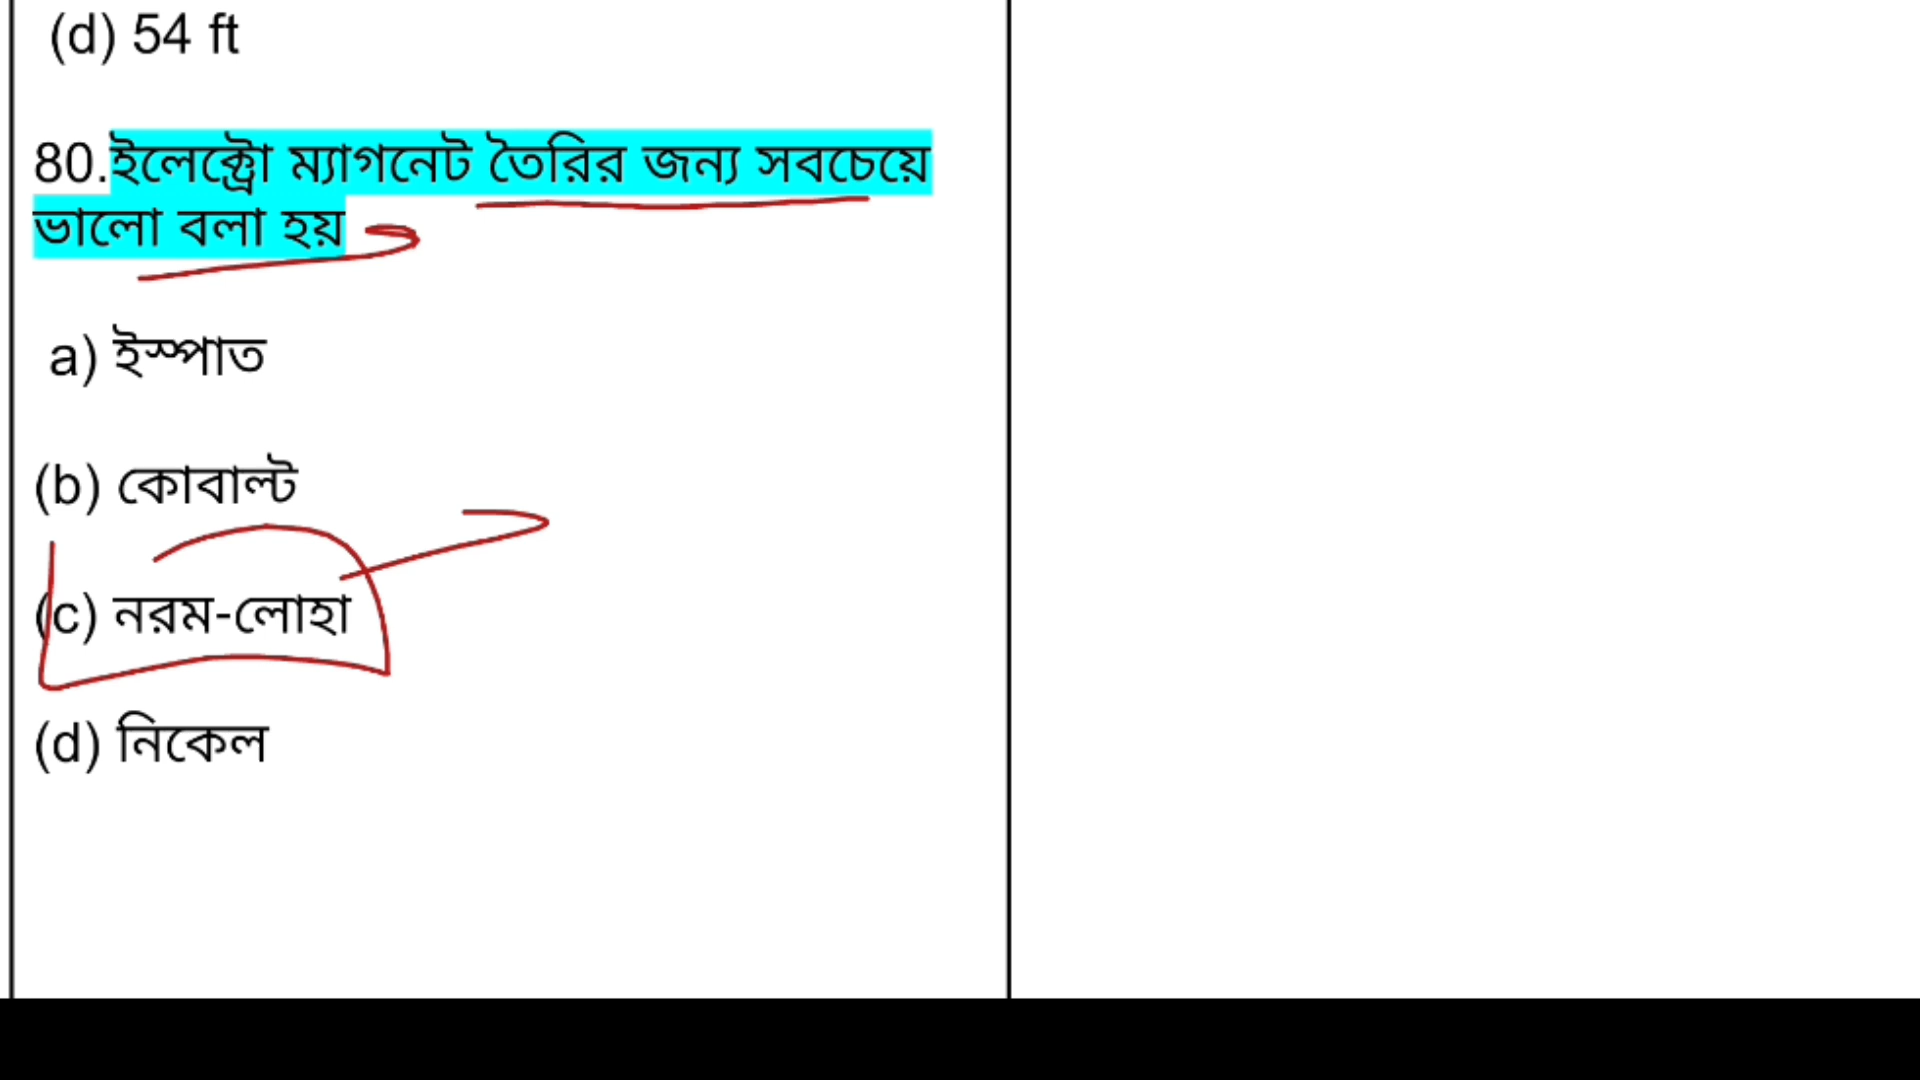 (d) 54 ft
80.ইলেক্ট্রো ম্যাগনেট তৈরির জন্য সবচেয়ে
ভালো বলা হয়
a) ইস্পাত
(b) কোবাল্ট
(c) নরম-লোহা
(d) নিকেল